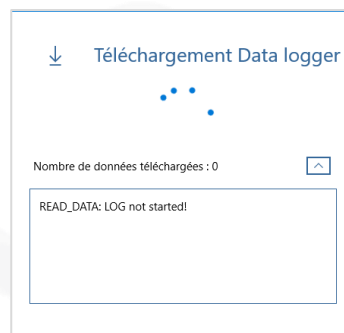 Téléchargement Data logger
Nombre de données téléchargées : 0
READ_DATA: LOG not started!